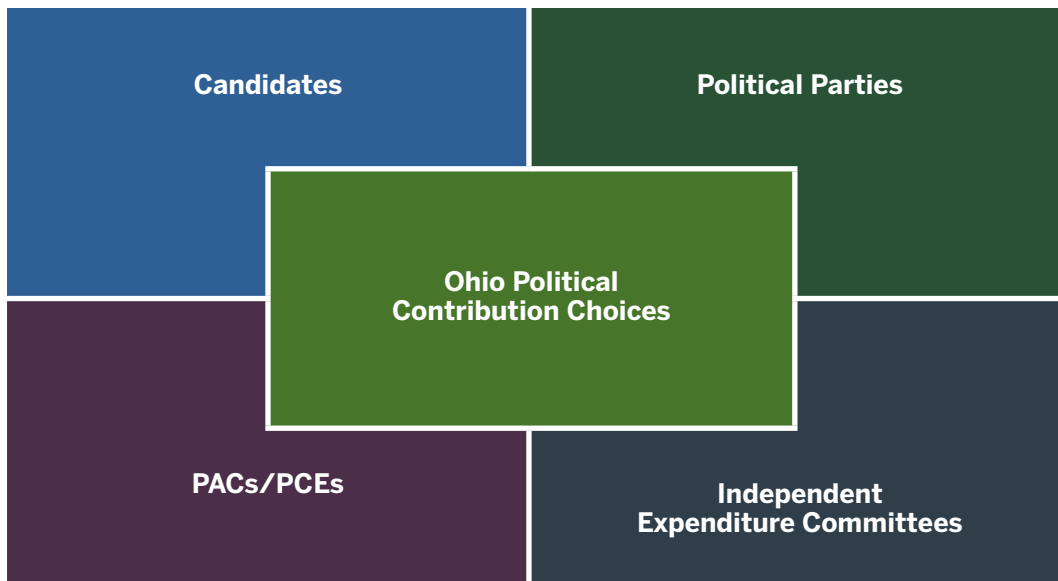 Candidates
Political Parties
Ohio Political
Contribution Choices
PACs/PCEs
Independent
Expenditure Committees